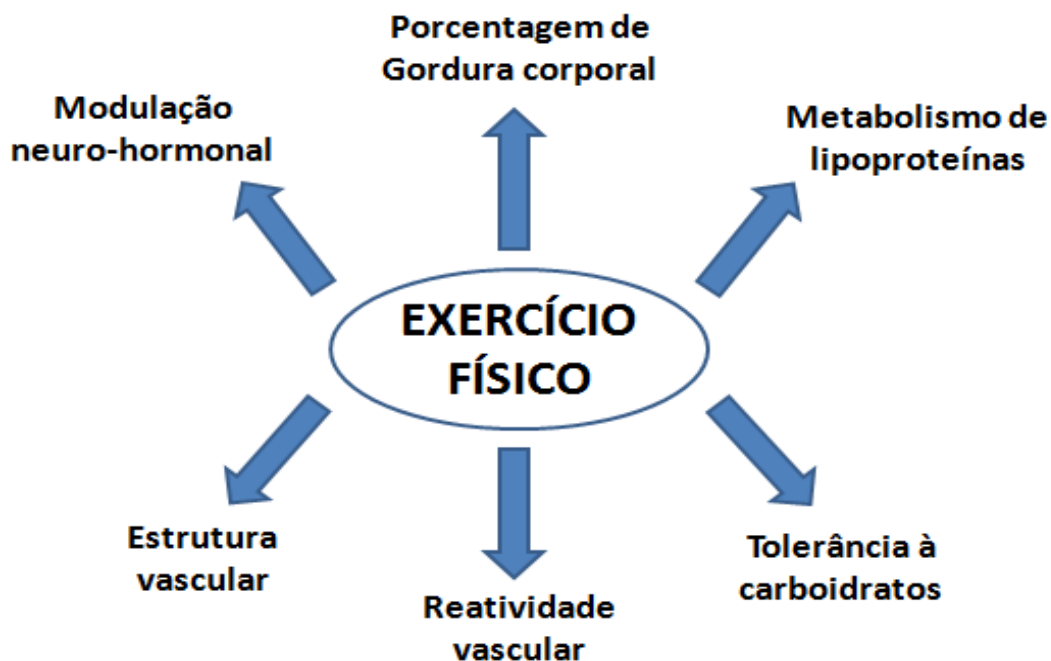 Porcentagem de
Gordura corporal
Modulação
neuro-hormonal
Metabolismo de
lipoproteínas
EXERCÍCIO
FÍSICO
Estrutura
vascular
Reatividade
vascular
Tolerância à
carboidratos